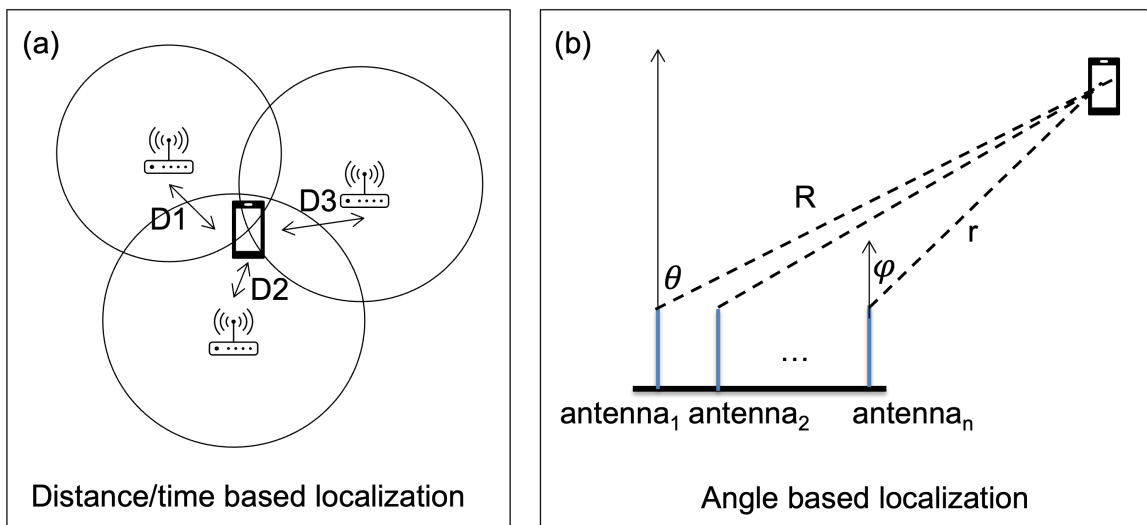 (a)
D1
D3
D2
Distance/time based localization
(b)
R
r
θ
φ
...
antenna₁ antenna₂ antennaₙ
Angle based localization